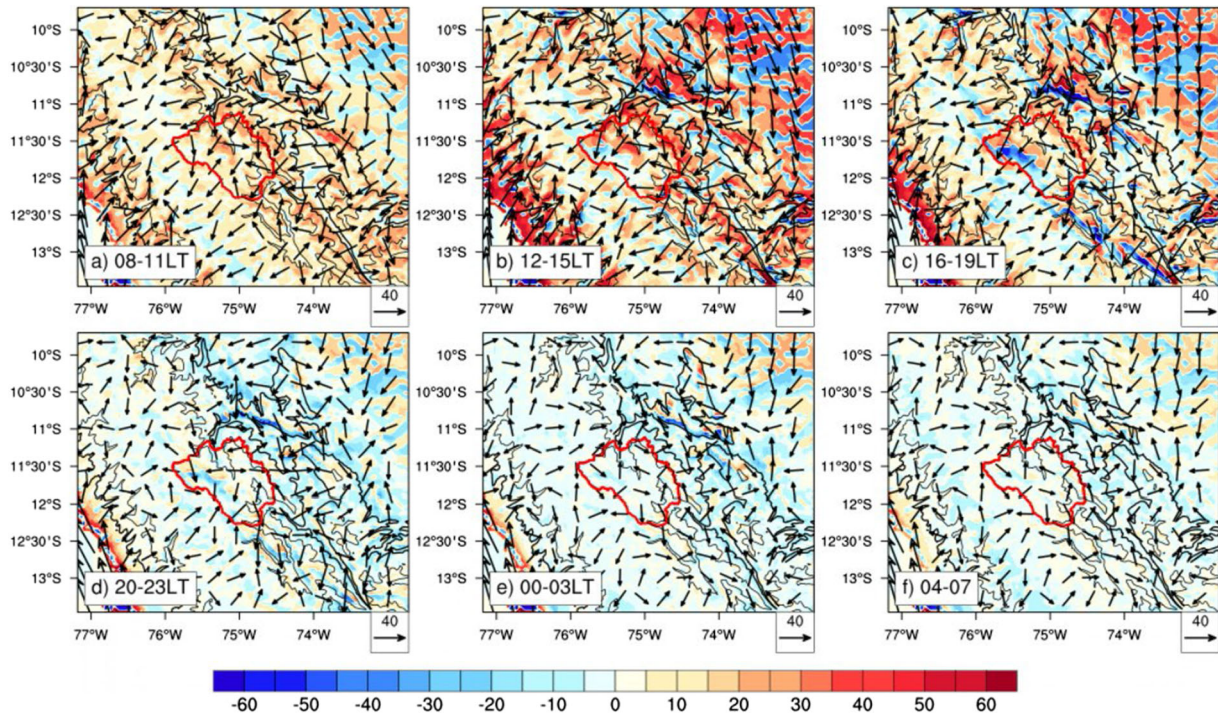 10°S
10°30'S
11°S
11°30'S
12°S
12°30'S
13°S
a) 08-11LT
77°W 76°W 75°W 74°W
40
10°S
10°30'S
11°S
11°30'S
12°S
12°30'S
13°S
b) 12-15LT
77°W 76°W 75°W 74°W
40
10°S
10°30'S
11°S
11°30'S
12°S
12°30'S
13°S
c) 16-19LT
77°W 76°W 75°W 74°W
40
10°S
10°30'S
11°S
11°30'S
12°S
12°30'S
13°S
d) 20-23LT
77°W 76°W 75°W 74°W
40
10°S
10°30'S
11°S
11°30'S
12°S
12°30'S
13°S
e) 00-03LT
77°W 76°W 75°W 74°W
40
10°S
10°30'S
11°S
11°30'S
12°S
12°30'S
13°S
f) 04-07
77°W 76°W 75°W 74°W
40
-60 -50 -40 -30 -20 -10 0 10 20 30 40 50 60